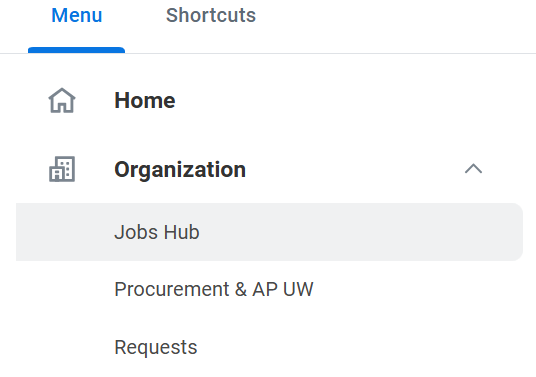 Menu Shortcuts
Home
Organization
Jobs Hub
Procurement & AP UW
Requests